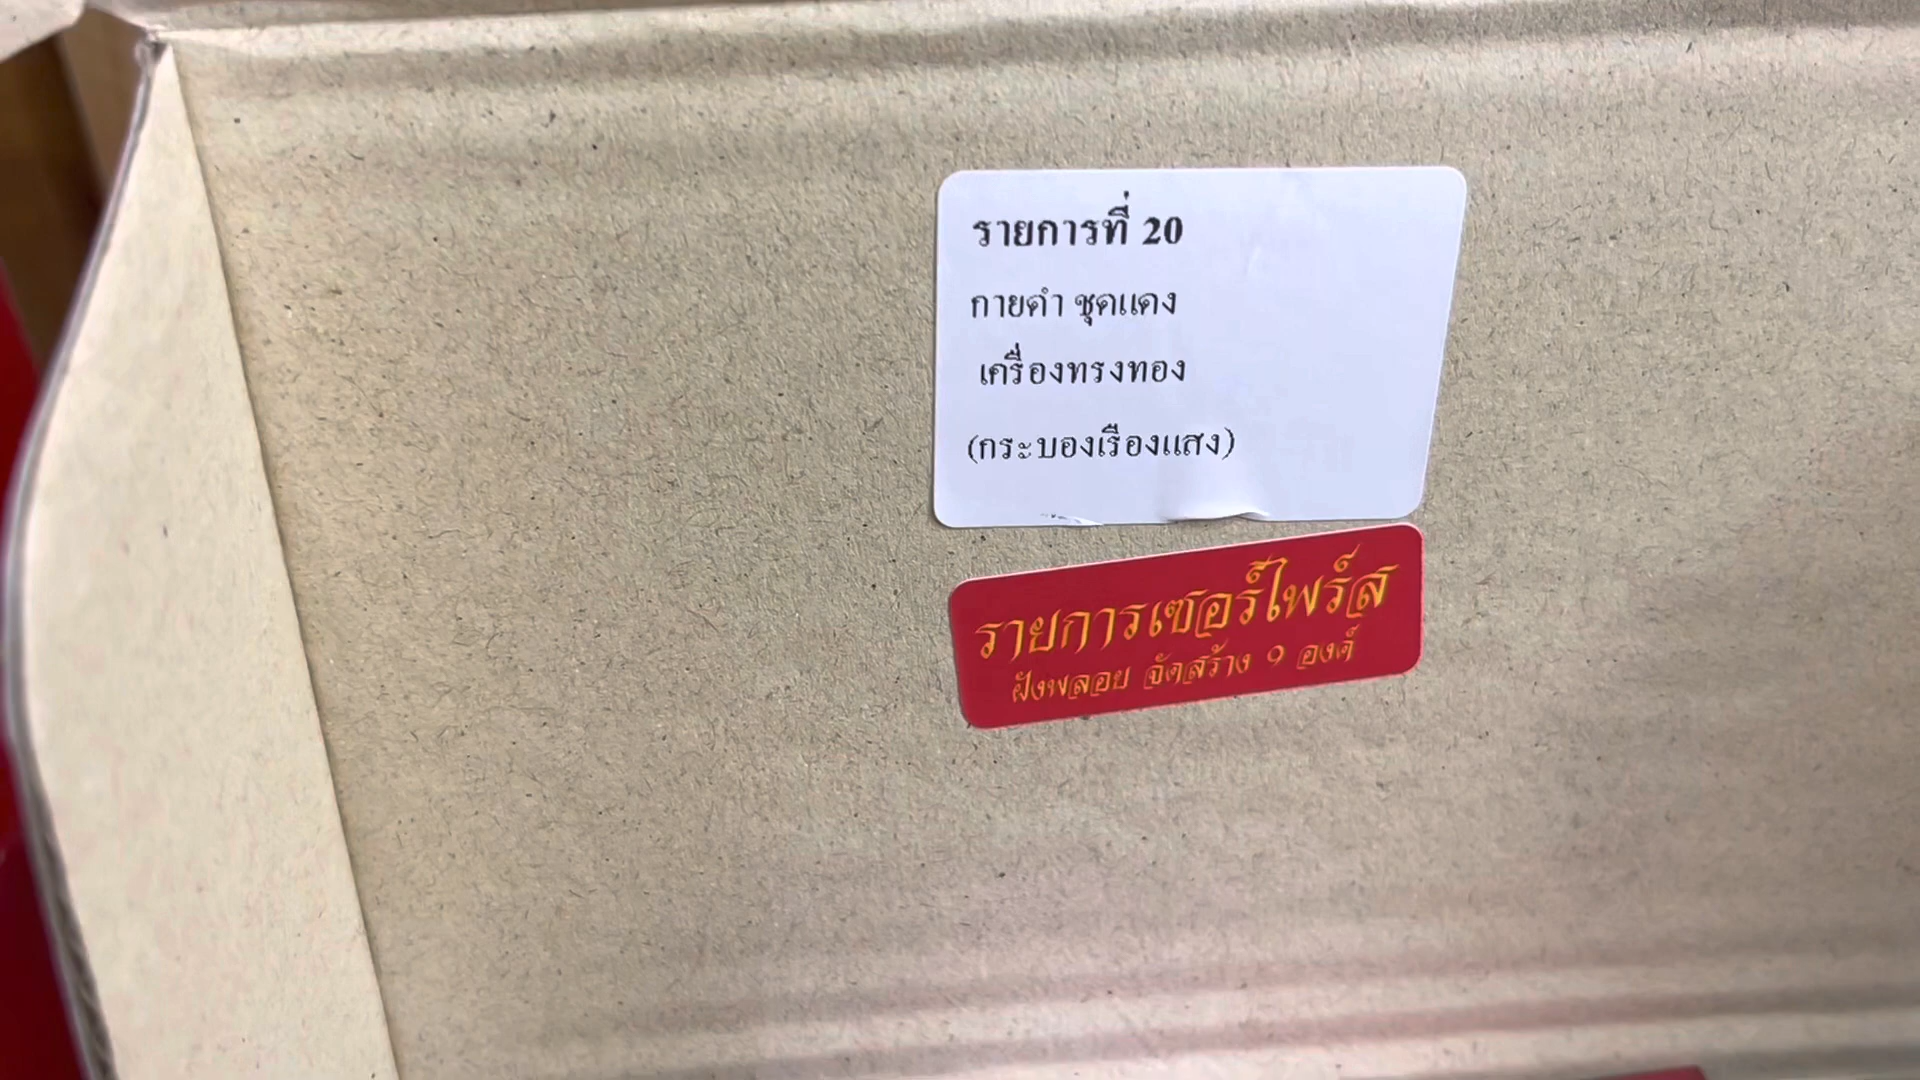 รายการที่ 20
กายดำ ชุดแดง
เครื่องทรงทอง
(กระบองเรืองแสง)
รายการเซอร์ไพร์ส
ฝังพลอย จัดสร้าง ๑ องค์